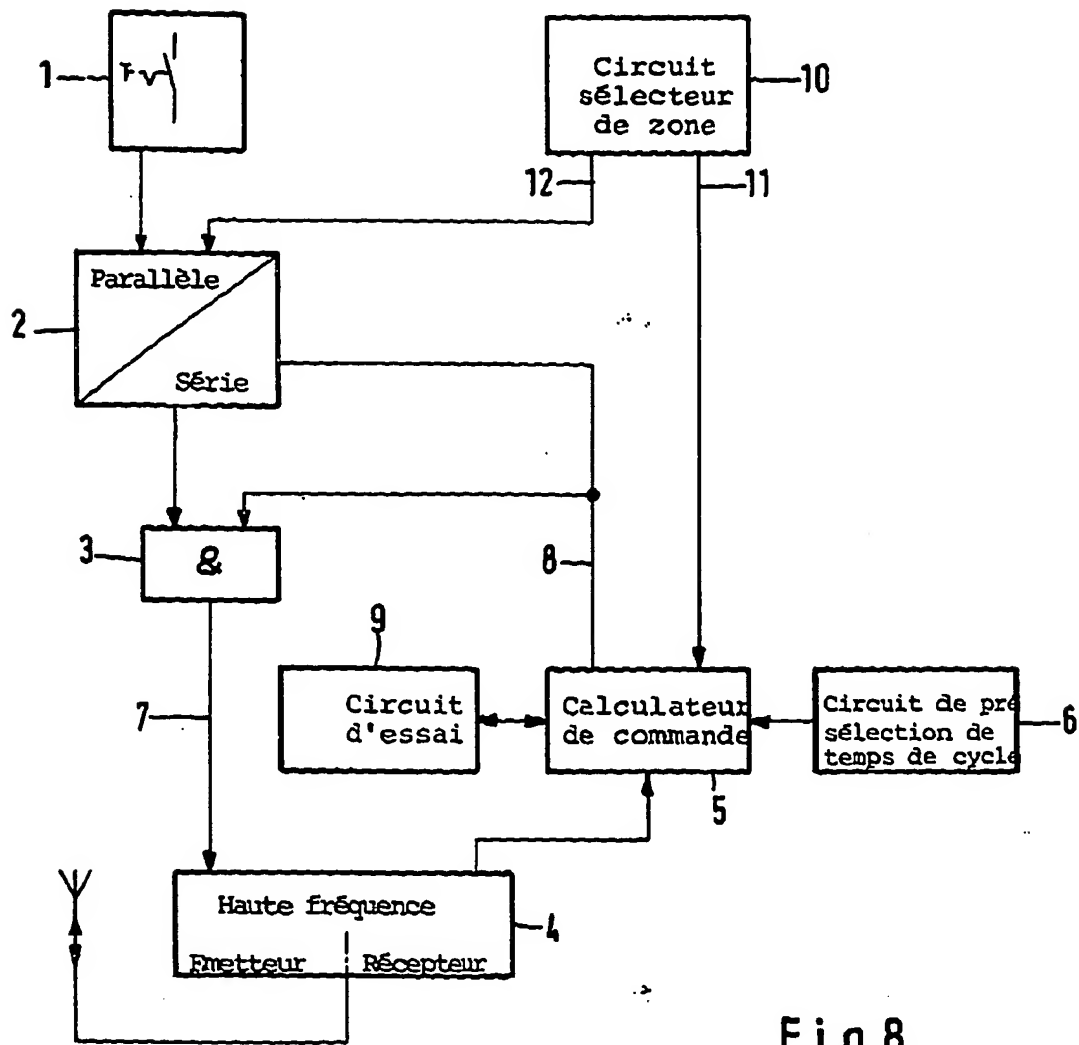 1
Circuit
sélecteur
de zone
10
12
11
Parallèle
Série
2
3
&
8
9
7
Circuit
d'essai
Calculateur
de commande
Circuit de pré
sélection de
temps de cycle
6
5
Haute fréquence
Emetteur
Récepteur
4
Fig.8